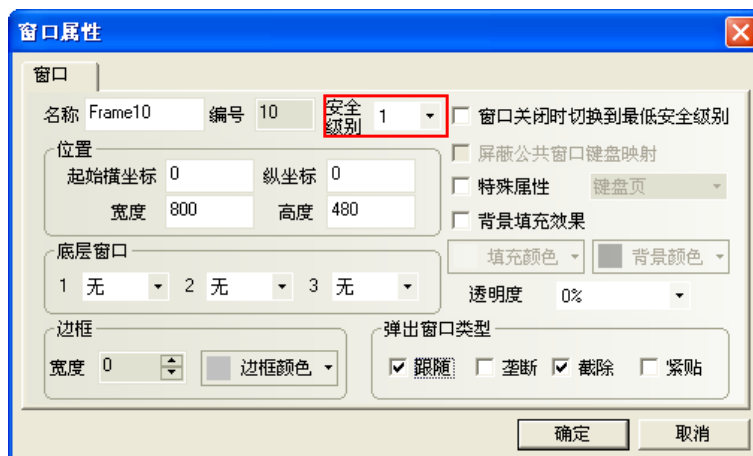 窗口属性
窗口
名称 Frame10 编号 10 安全级别 1 窗口关闭时切换到最低安全级别
位置 屏蔽公共窗口键盘映射
起始横坐标 0 纵坐标 0 特殊属性 键盘页
宽度 800 高度 480 背景填充效果
底层窗口 填充颜色 背景颜色
1 无 2 无 3 无 透明度 0%
边框 弹出窗口类型
宽度 0 边框颜色 跟随 垄断 截除 紧贴
确定 取消